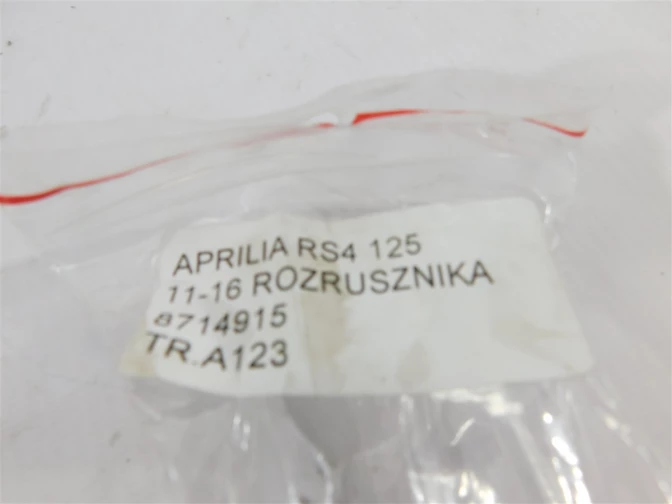 APRILIA RS4 125
11-16 ROZRUSZNIKA
8714915
TR.A123